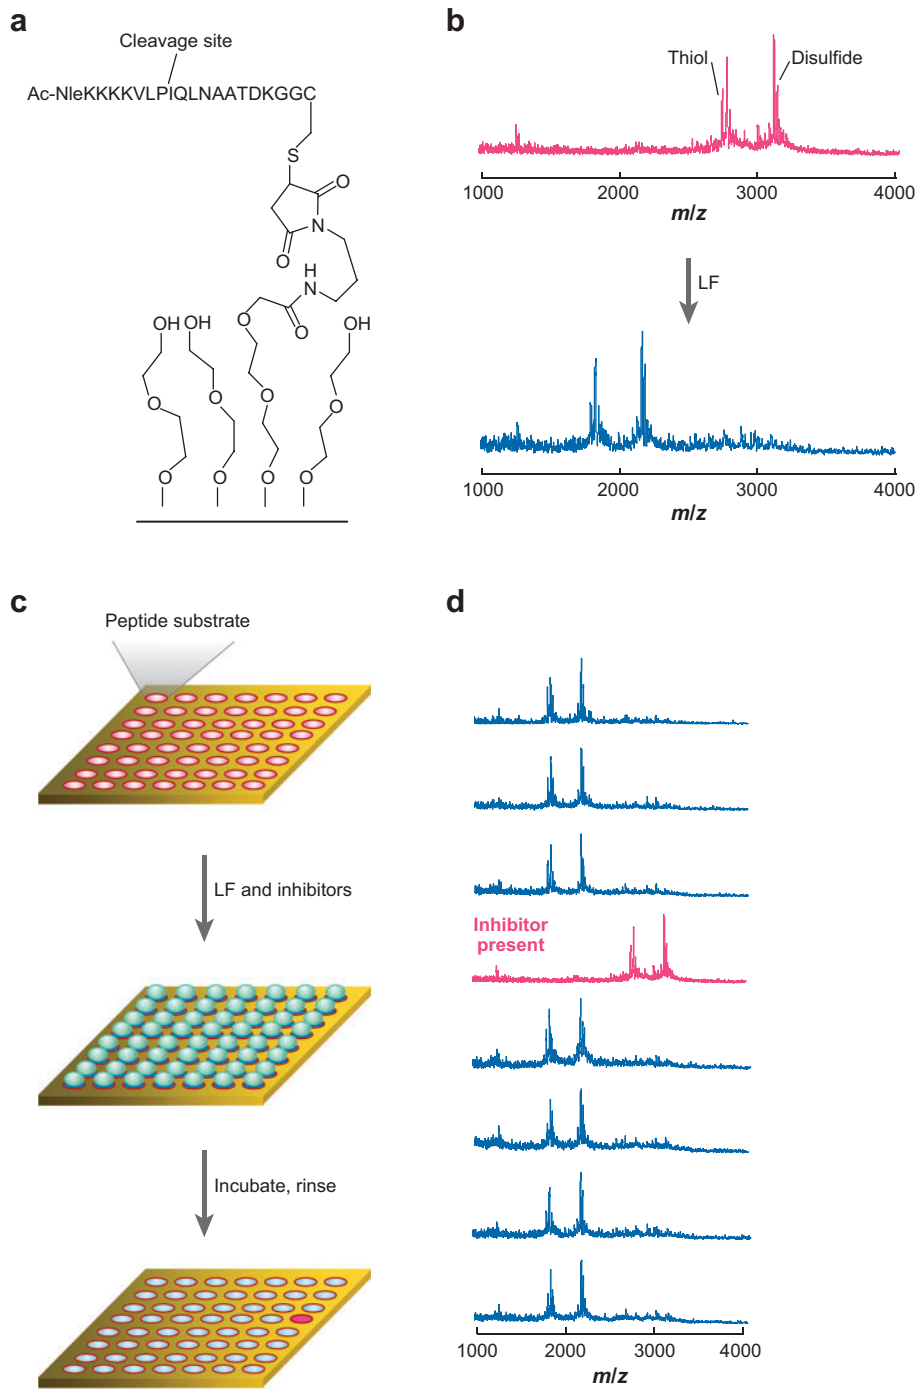 a
Cleavage site
Ac-NleKKKKVLPIQLNAATDKGGC
S
O
N
O
H
N
O
O
OH
OH
OH
O
O
O
O
O
O
O
b
Thiol
Disulfide
1000 2000 3000 4000
m/z
LF
1000 2000 3000 4000
m/z
c
Peptide substrate
LF and inhibitors
Incubate, rinse
d
Inhibitor
present
1000 2000 3000 4000
m/z